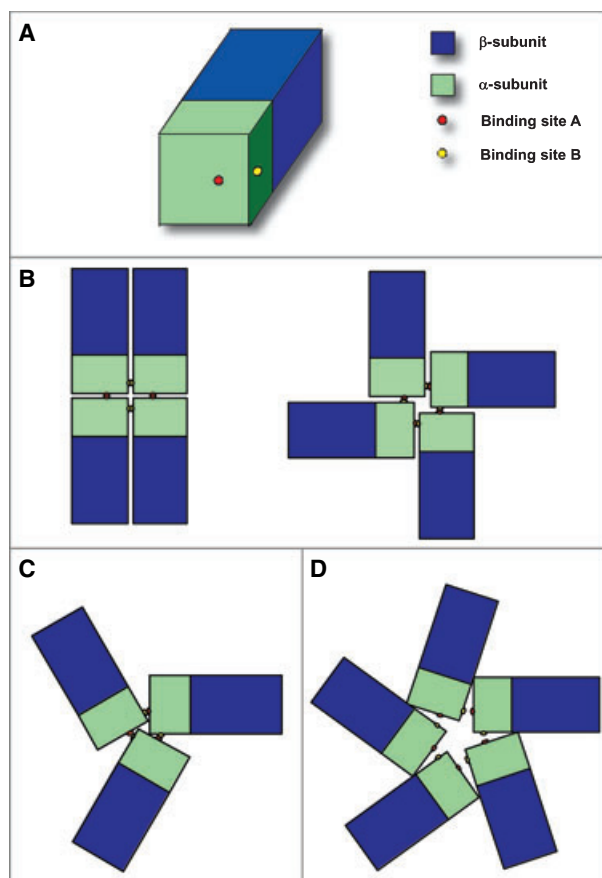 A
β-subunit
α-subunit
Binding site A
Binding site B
B
C
D